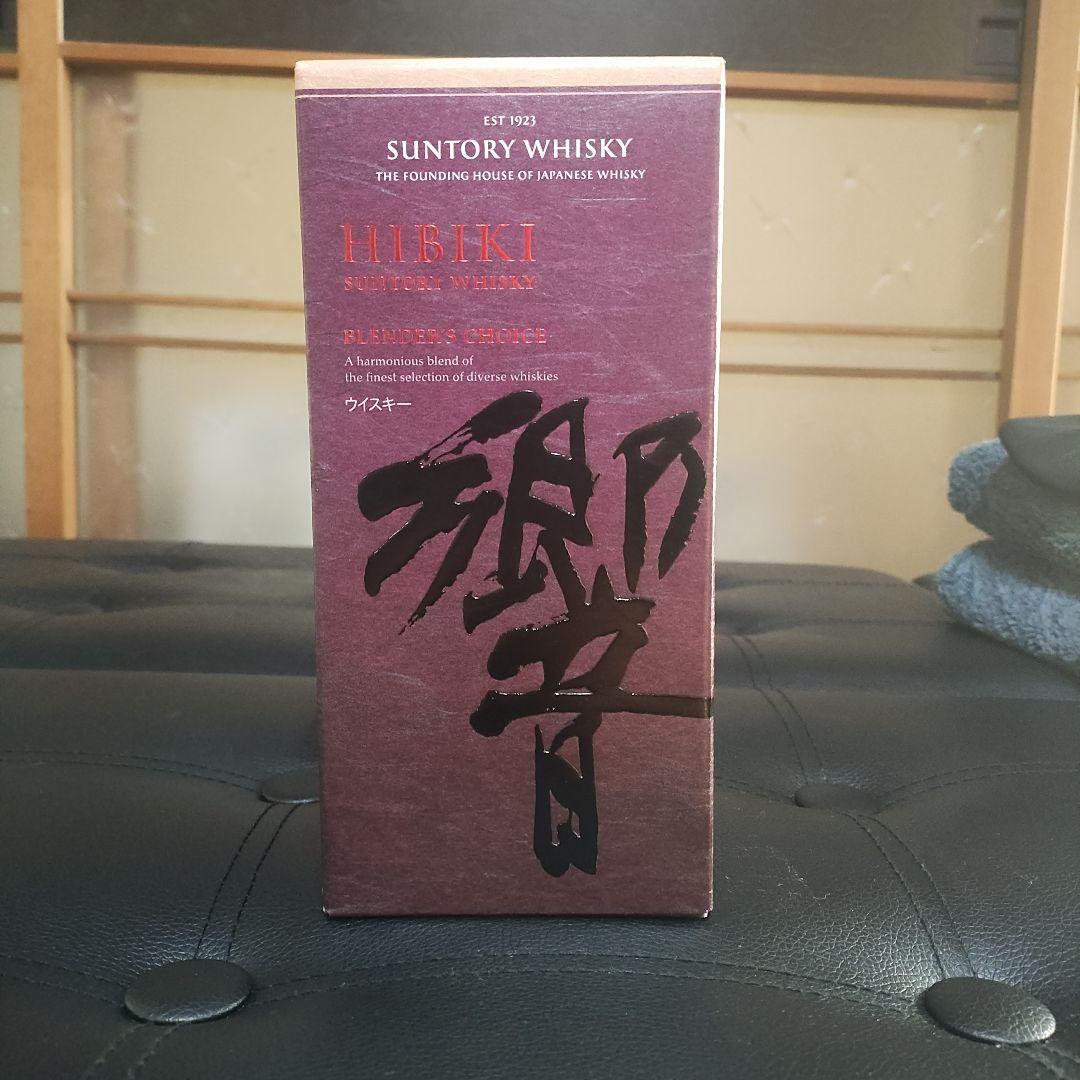 EST 1923
SUNTORY WHISKY
THE FOUNDING HOUSE OF JAPANESE WHISKY
HIBIKI
SUNTORY WHISKY
BLENDER'S CHOICE
A harmonious blend of
the finest selection of diverse whiskies
ウイスキー
響